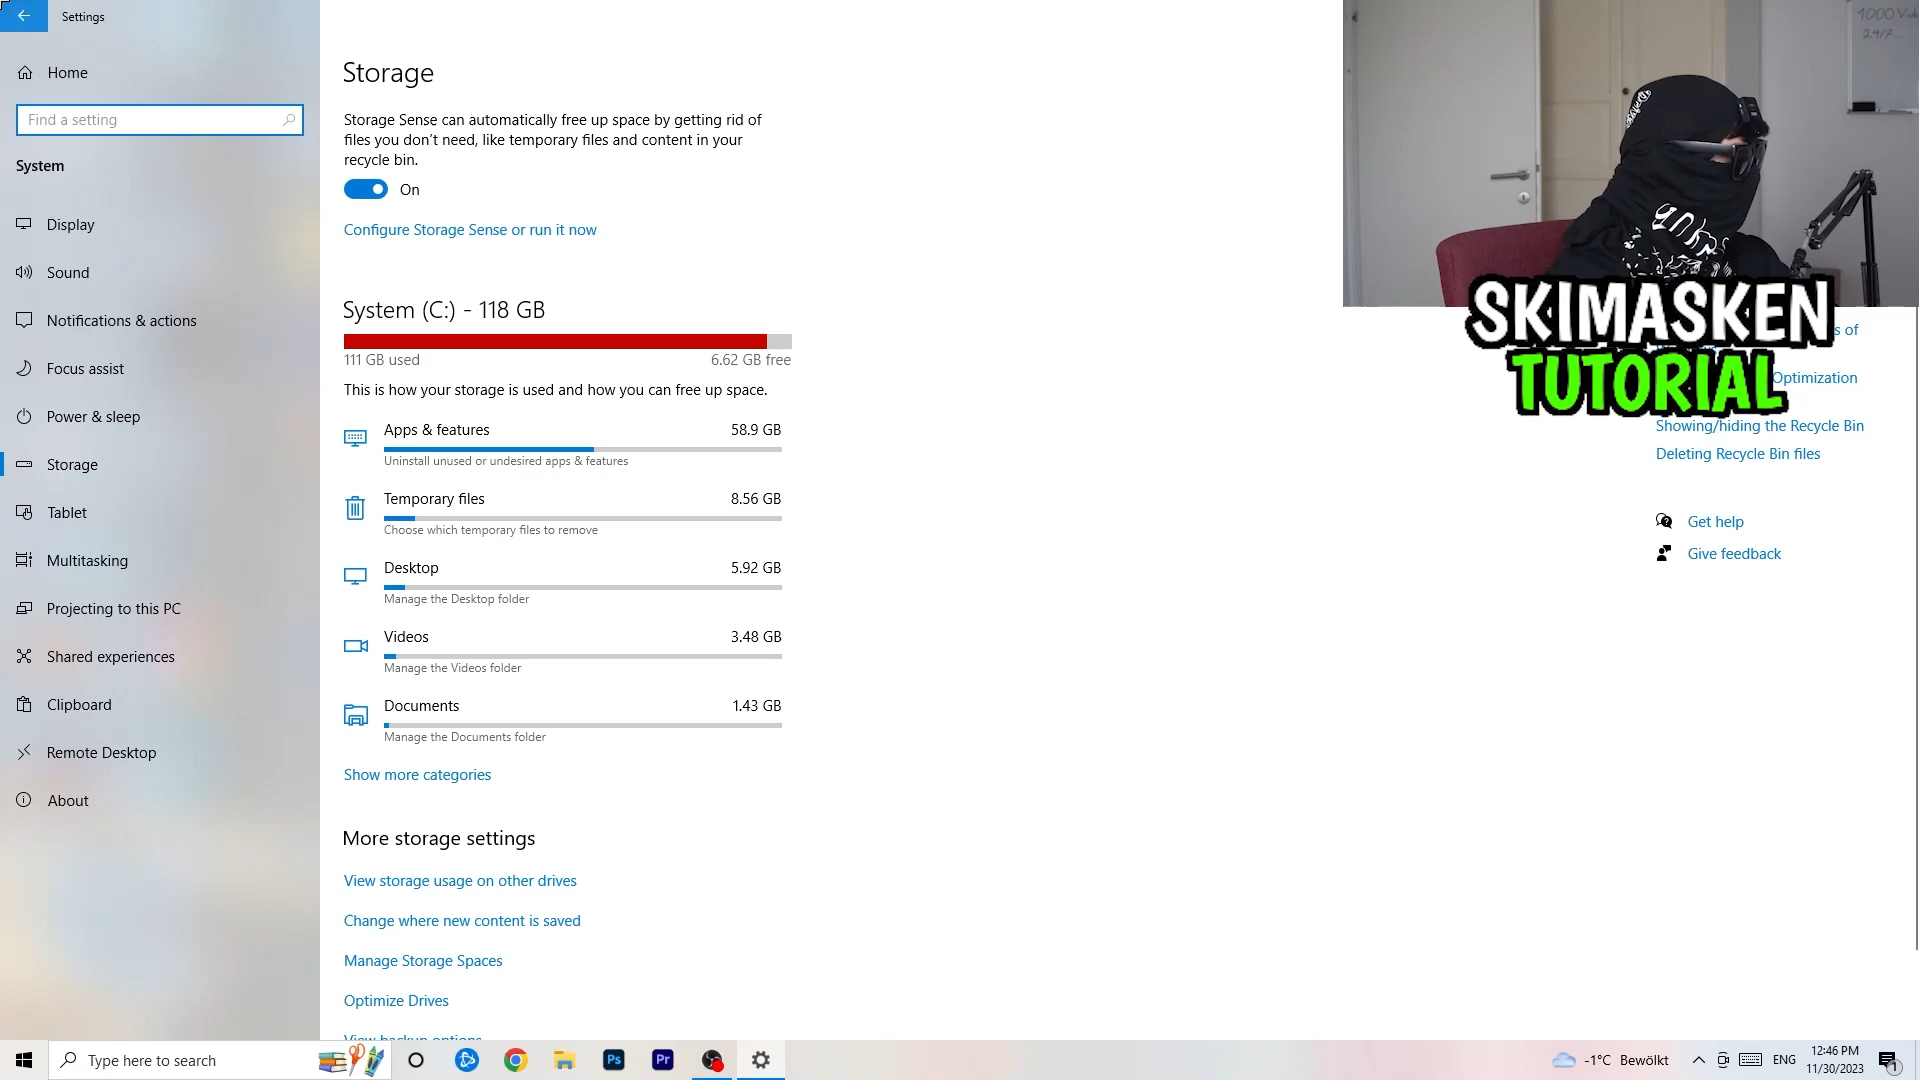 Settings
Home
Find a setting
System
Display
Sound
Notifications & actions
Focus assist
Power & sleep
Storage
Tablet
Multitasking
Projecting to this PC
Shared experiences
Clipboard
Remote Desktop
About
Storage
Storage Sense can automatically free up space by getting rid of
files you don't need, like temporary files and content in your
recycle bin.
On
Configure Storage Sense or run it now
System (C:) - 118 GB
111 GB used
6.62 GB free
This is how your storage is used and how you can free up space.
Apps & features
58.9 GB
Uninstall unused or undesired apps & features
Temporary files
8.56 GB
Choose which temporary files to remove
Desktop
5.92 GB
Manage the Desktop folder
Videos
3.48 GB
Manage the Videos folder
Documents
1.43 GB
Manage the Documents folder
Show more categories
More storage settings
View storage usage on other drives
Change where new content is saved
Manage Storage Spaces
Optimize Drives
View backup options
1000
24/7
SKIMASKEN
TUTORIAL
of
Optimization
Showing/hiding the Recycle Bin
Deleting Recycle Bin files
Get help
Give feedback
Type here to search
Ps
Pr
-1°C Bewölkt
ENG
12:46 PM
11/30/2023
1